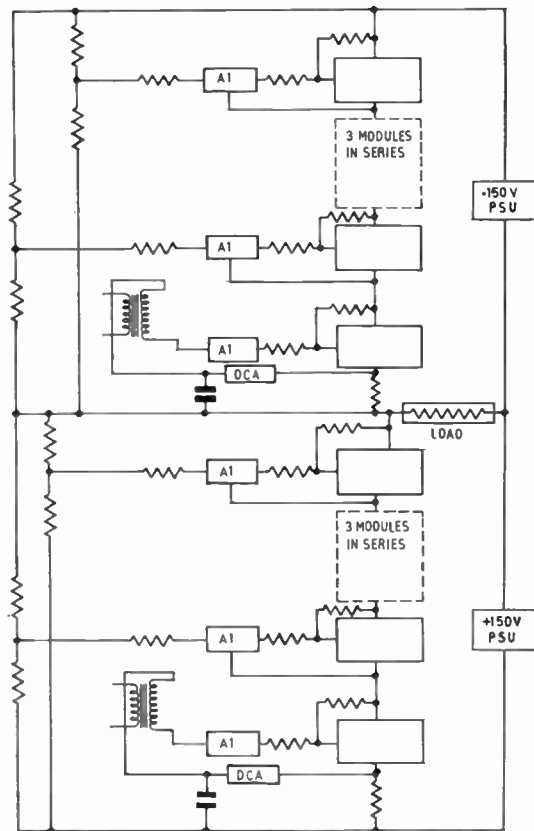 A1
3 MODULES
IN SERIES
-150 V
PSU
A1
A1
DCA
LOAD
A1
3 MODULES
IN SERIES
A1
+150V
PSU
A1
DCA